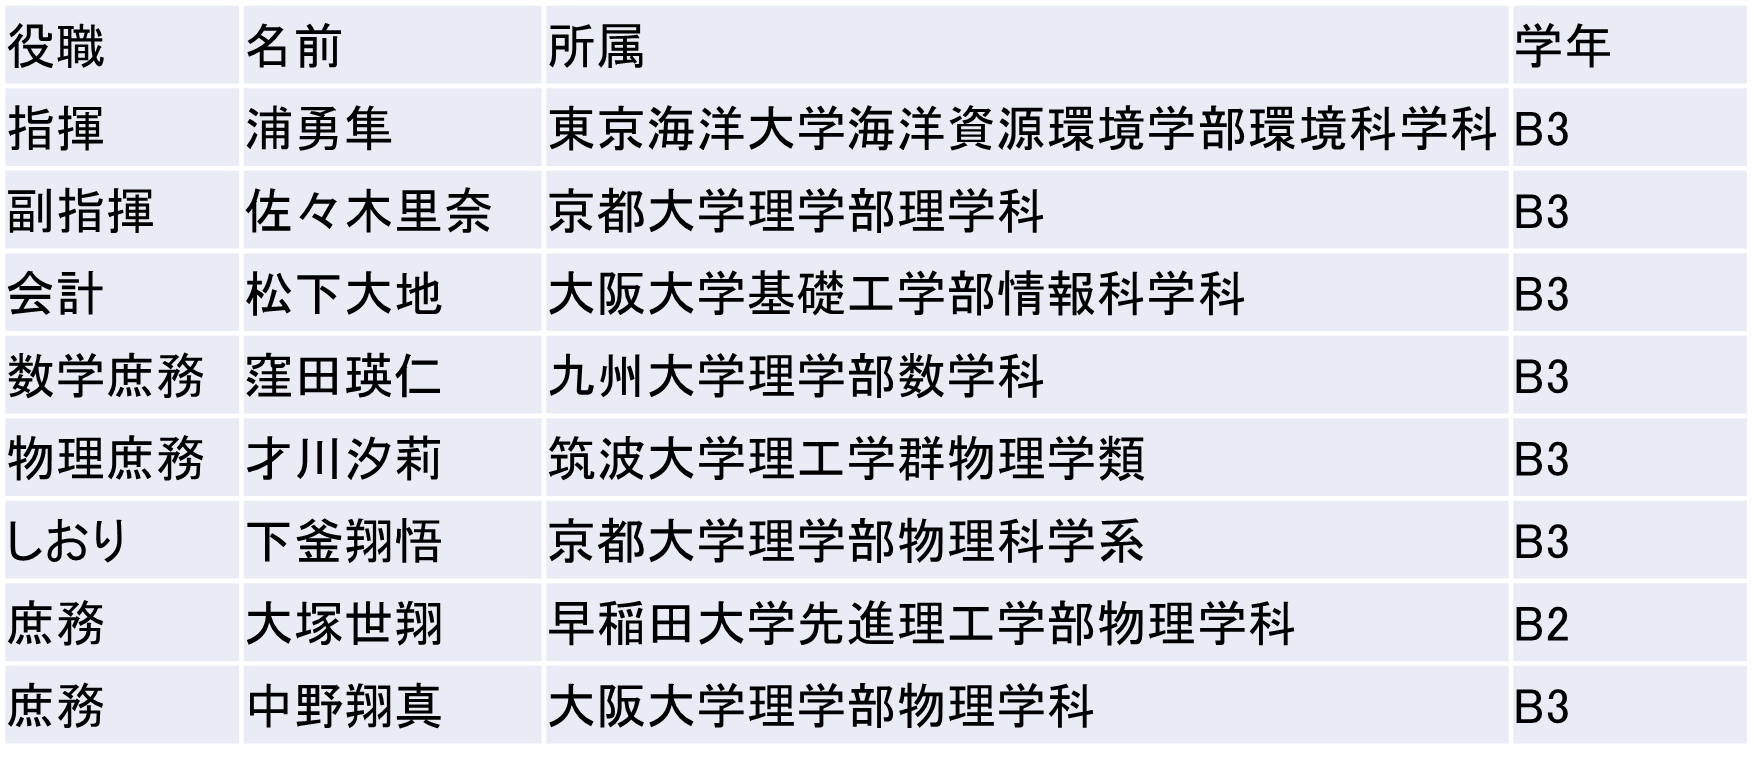 役職 名前 所属 学年
指揮 浦勇隼 東京海洋大学海洋資源環境学部環境科学科 B3
副指揮 佐々木里奈 京都大学理学部理学科 B3
会計 松下大地 大阪大学基礎工学部情報科学科 B3
数学庶務 窪田瑛仁 九州大学理学部数学科 B3
物理庶務 才川汐莉 筑波大学理工学群物理学類 B3
しおり 下釜翔悟 京都大学理学部物理科学系 B3
庶務 大塚世翔 早稲田大学先進理工学部物理学科 B2
庶務 中野翔真 大阪大学理学部物理学科 B3